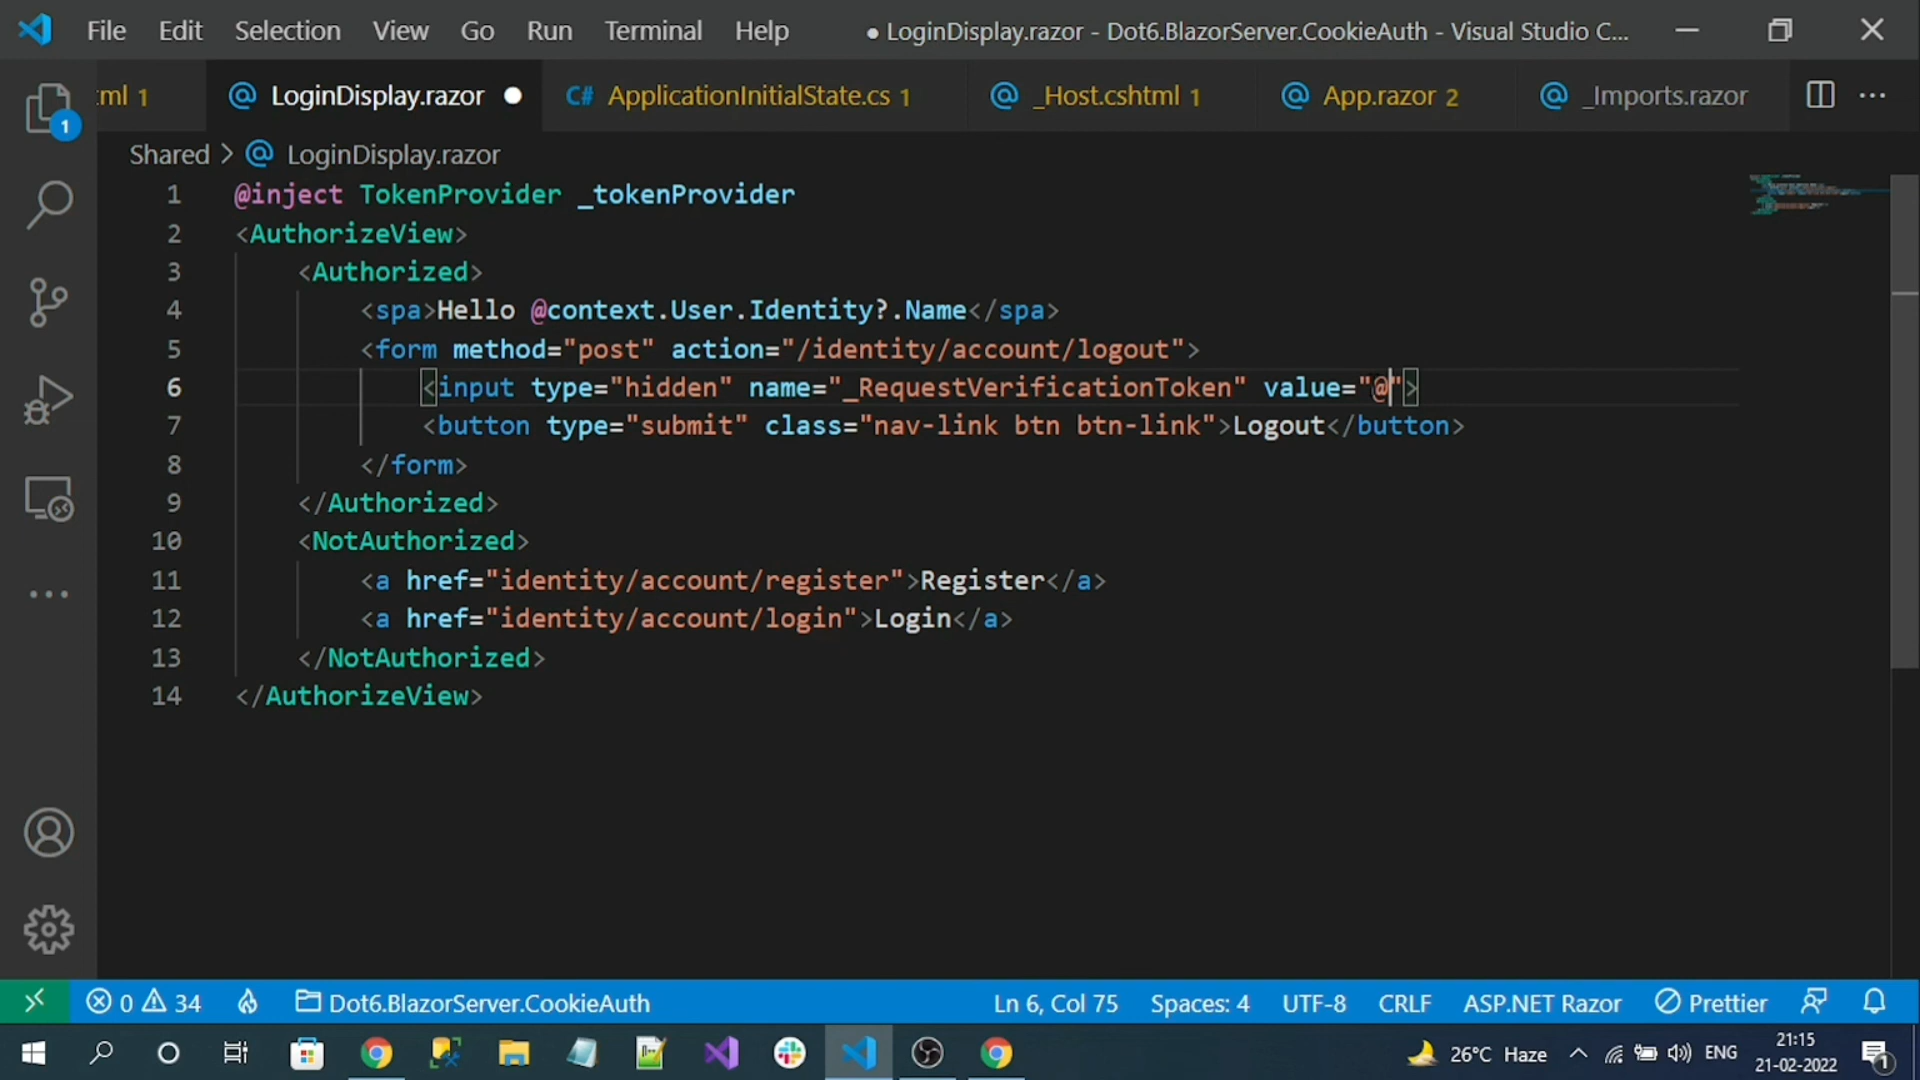 File Edit Selection View Go Run Terminal Help ● LoginDisplay.razor - Dot6.BlazorServer.CookieAuth - Visual Studio C...
ml 1 @ LoginDisplay.razor C# ApplicationInitialState.cs 1 @ _Host.cshtml 1 @ App.razor 2 @ _Imports.razor
1
Shared > @ LoginDisplay.razor
1 @inject TokenProvider _tokenProvider
2 <AuthorizeView>
3 <Authorized>
4 <spa>Hello @context.User.Identity?.Name</spa>
5 <form method="post" action="/identity/account/logout">
6 <input type="hidden" name="_RequestVerificationToken" value="@">
7 <button type="submit" class="nav-link btn btn-link">Logout</button>
8 </form>
9 </Authorized>
10 <NotAuthorized>
11 <a href="identity/account/register">Register</a>
12 <a href="identity/account/login">Login</a>
13 </NotAuthorized>
14 </AuthorizeView>
0 34 Dot6.BlazorServer.CookieAuth Ln 6, Col 75 Spaces: 4 UTF-8 CRLF ASP.NET Razor Prettier
26°C Haze ENG 21:15
21-02-2022 1